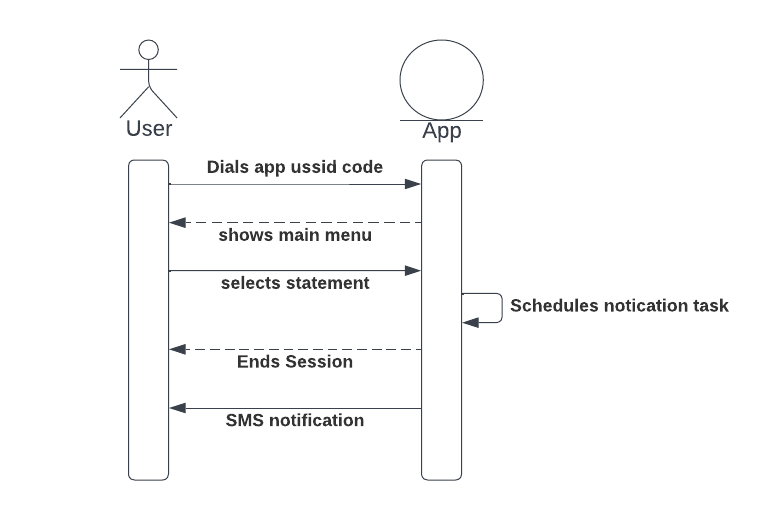 User
App
Dials app ussid code
shows main menu
selects statement
Schedules notication task
Ends Session
SMS notification